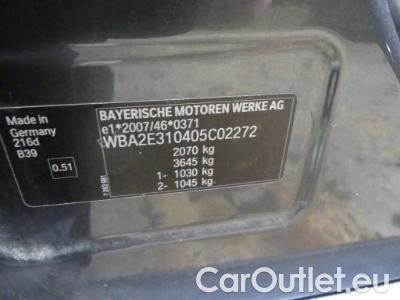 Made in
Germany
216d
B39
0.51
BAYERISCHE MOTOREN WERKE AG
e1*2007/46*0371
WBA2E310405C02272
2070 kg
3645 kg
1- 1030 kg
2- 1045 kg
CarOutlet.eu